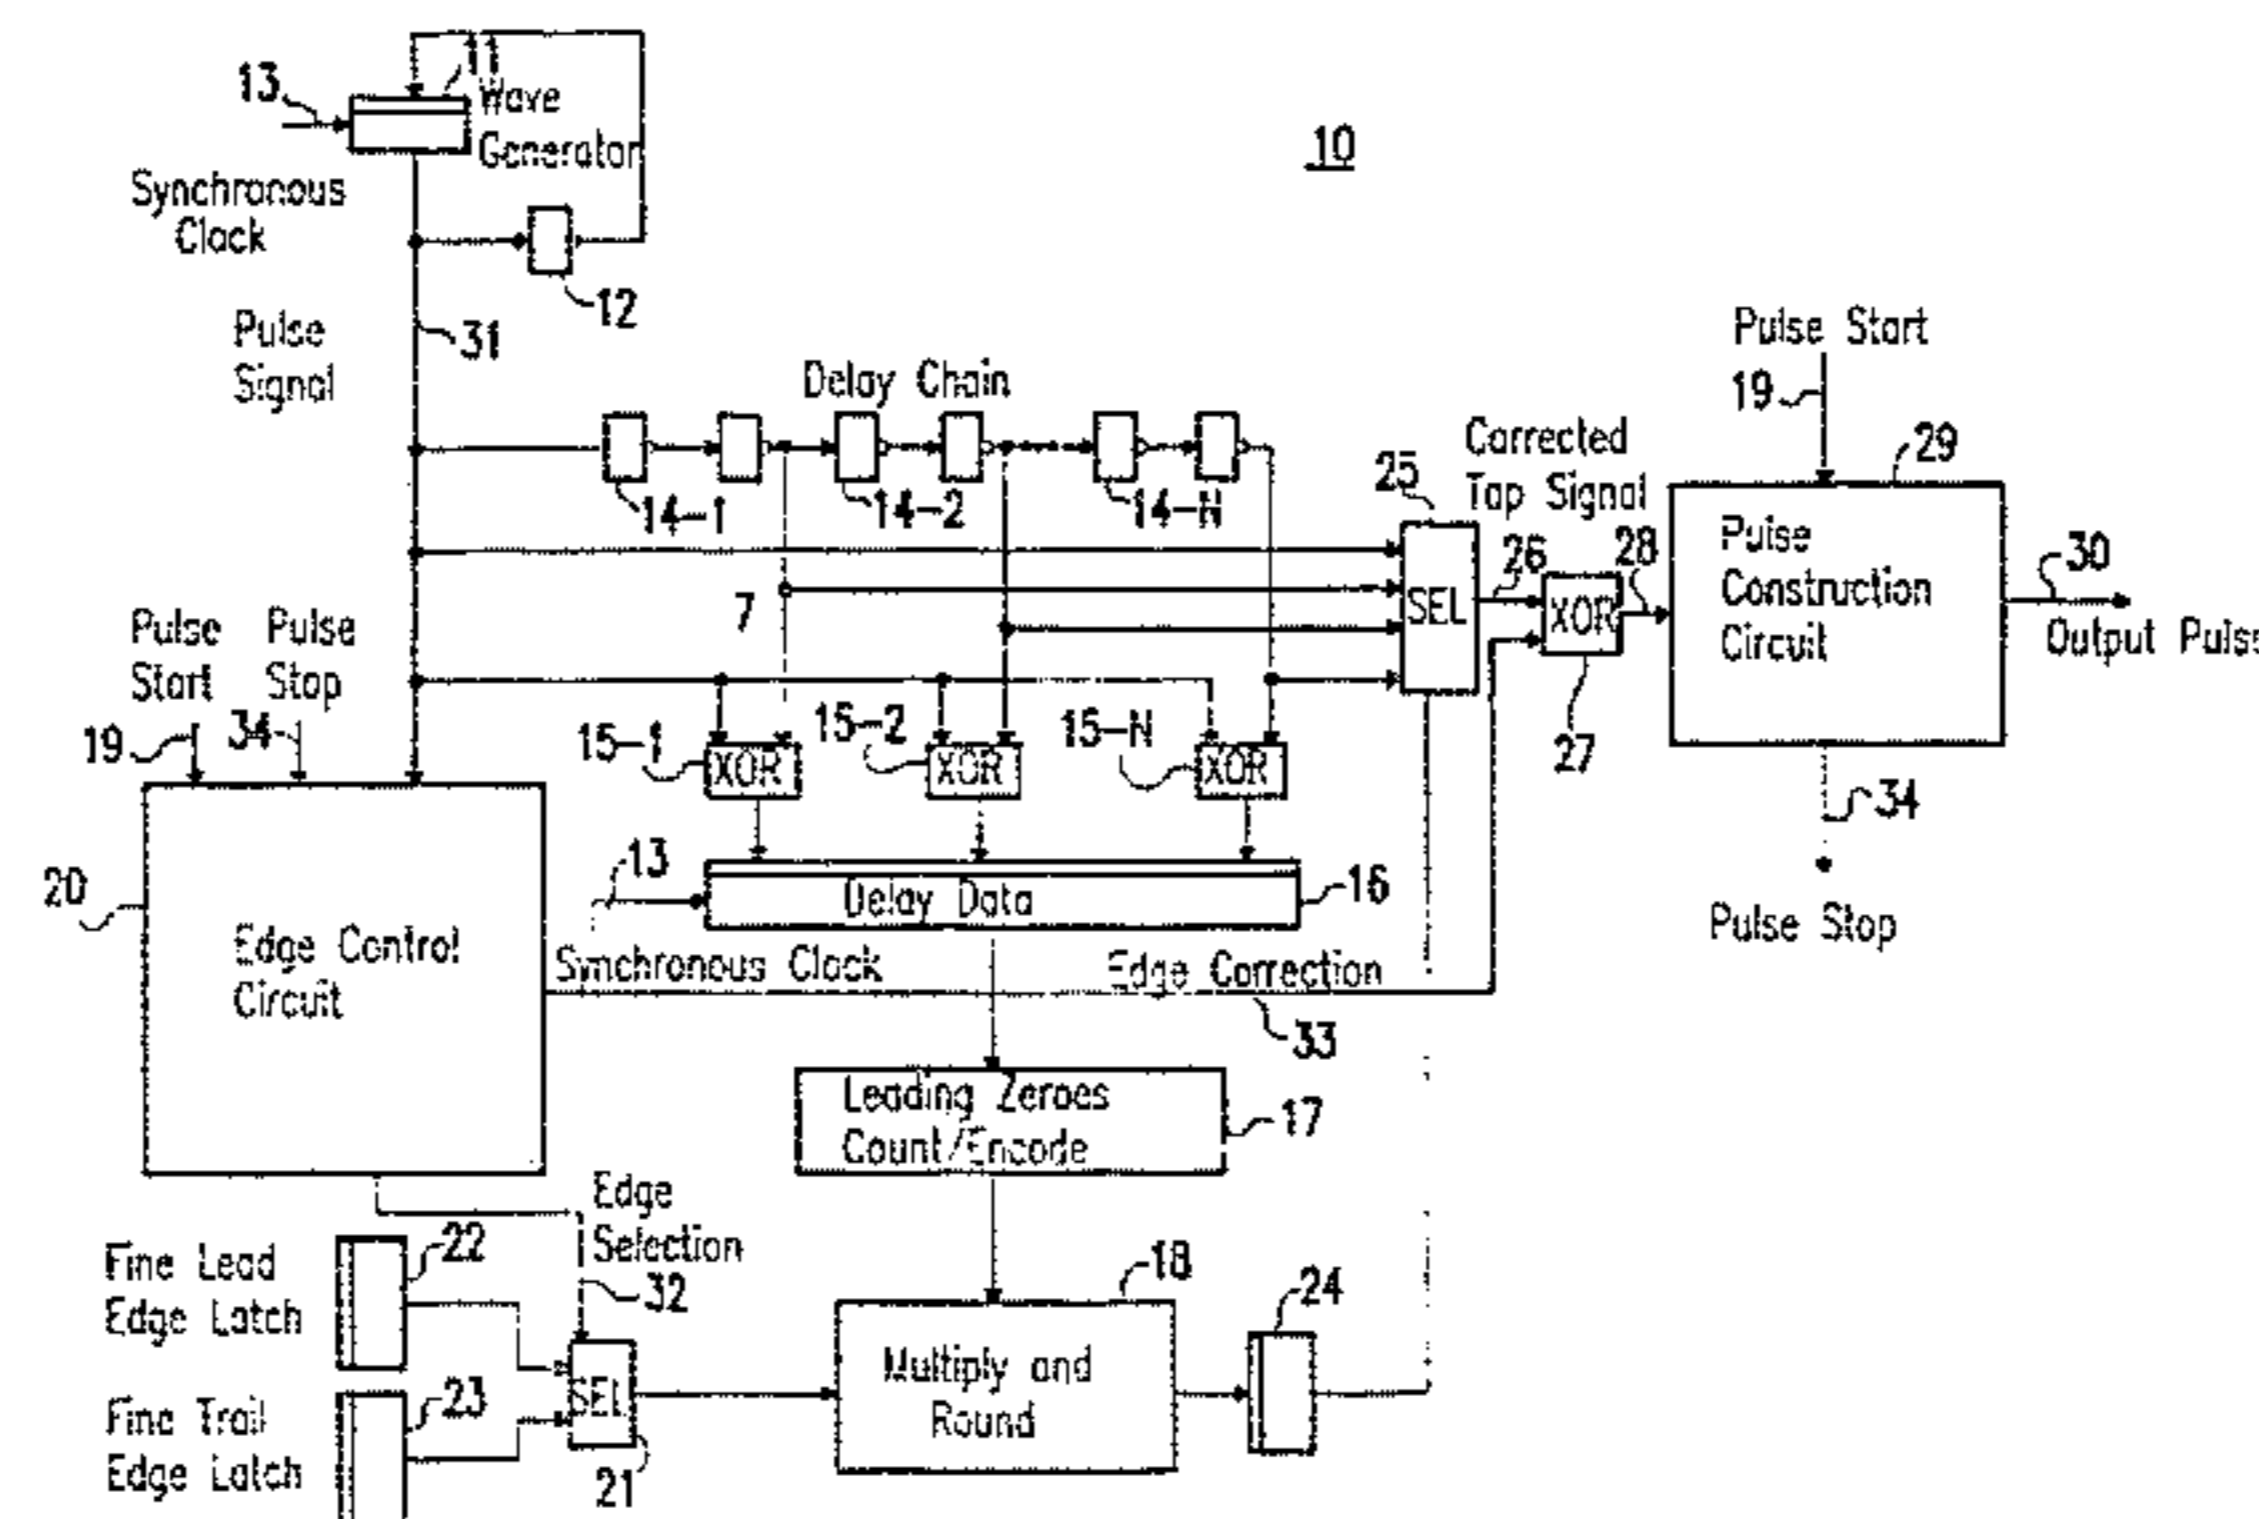 11
13
Wave
Generator
10
Synchronous
Clock
12
Pulse
Signal
31
Pulse Start
19
Delay Chain
14-1
14-2
14-N
25
Corrected
Tap Signal
26
28
29
Pulse
Construction
Circuit
30
Output Pulse
SEL
XOR
27
7
Pulse
Start
Pulse
Stop
19
34
15-1
XOR
15-2
XOR
15-N
XOR
34
Pulse Stop
13
Delay Data
16
20
Edge Control
Circuit
Synchronous Clock
Edge Correction
33
Leading Zeroes
Count/Encode
17
Edge
Selection
32
Fine Lead
Edge Latch
22
18
24
SEL
Multiply and
Round
Fine Trail
Edge Latch
23
21